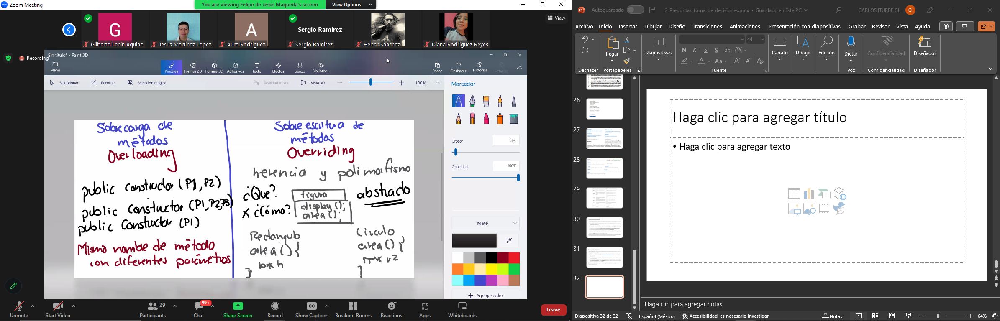 Zoom Meeting
You are viewing Felipe de Jesús Maqueda's screen
View Options
G
A
Sergio Ramirez
Gilberto Lenin Aquino
Jesus Martinez Lopez
Aura Rodriguez
Sergio Ramirez
Heber Sánchez
Diana Rodriguez Reyes
View
Recording
Sin título* - Paint 3D
Menú
Pinceles
Formas 2D
Formas 3D
Adhesivos
Texto
Efectos
Lienzo
Bibliotec...
Pegar
Deshacer
Historial
Rehacer
Seleccionar
Recortar
Selección mágica
Realidad mixta
Vista 3D
100%
Marcador
Grosor
5px.
Opacidad
100%
Mate
Agregar color
Sobrecarga de
métodos
Overloading
public constructor (P1, P2)
public constructor (P1, P2, P3)
public Constructor (P1)
Mismo nombre de método
con diferentes parámetros
Sobre escritura de
métodos
Overriding
herencia y polimorfismo
¿Que?
x ¿Cómo?
figura
display();
area();
abstracto
Rectangulo
area() {
b*h
}
Circulo
area() {
π* r2
}
Unmute
Start Video
Participants
29
Chat
99+
Share Screen
Record
CC
Show Captions
Breakout Rooms
Reactions
Apps
Whiteboards
Leave
Autoguardado
2_Preguntas_toma_de_decisiones.pptx • Guardado en Este PC
CARLOS ITURBE GIL
CI
Archivo
Inicio
Insertar
Dibujar
Diseño
Transiciones
Animaciones
Presentación con diapositivas
Grabar
Revisar
Vista
Ayuda
Pegar
Diapositivas
44
N K S S ab AV
Aa
Párrafo
Dibujo
Edición
Dictar
Confidencialidad
Diseñador
Deshacer
Portapapeles
Fuente
Voz
Confidencialidad
Diseñador
26
27
28
29
30
31
32
Haga clic para agregar título
• Haga clic para agregar texto
Haga clic para agregar notas
Diapositiva 32 de 32
Español (México)
Accesibilidad: es necesario investigar
Notas
64%